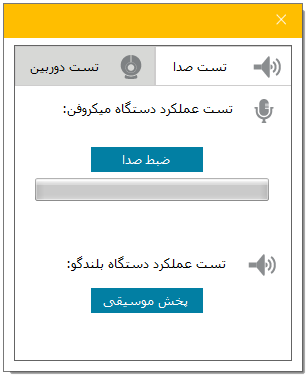 تست صدا
تست دوربین
تست عملکرد دستگاه میکروفن:
ضبط صدا
تست عملکرد دستگاه بلندگو:
پخش موسیقی